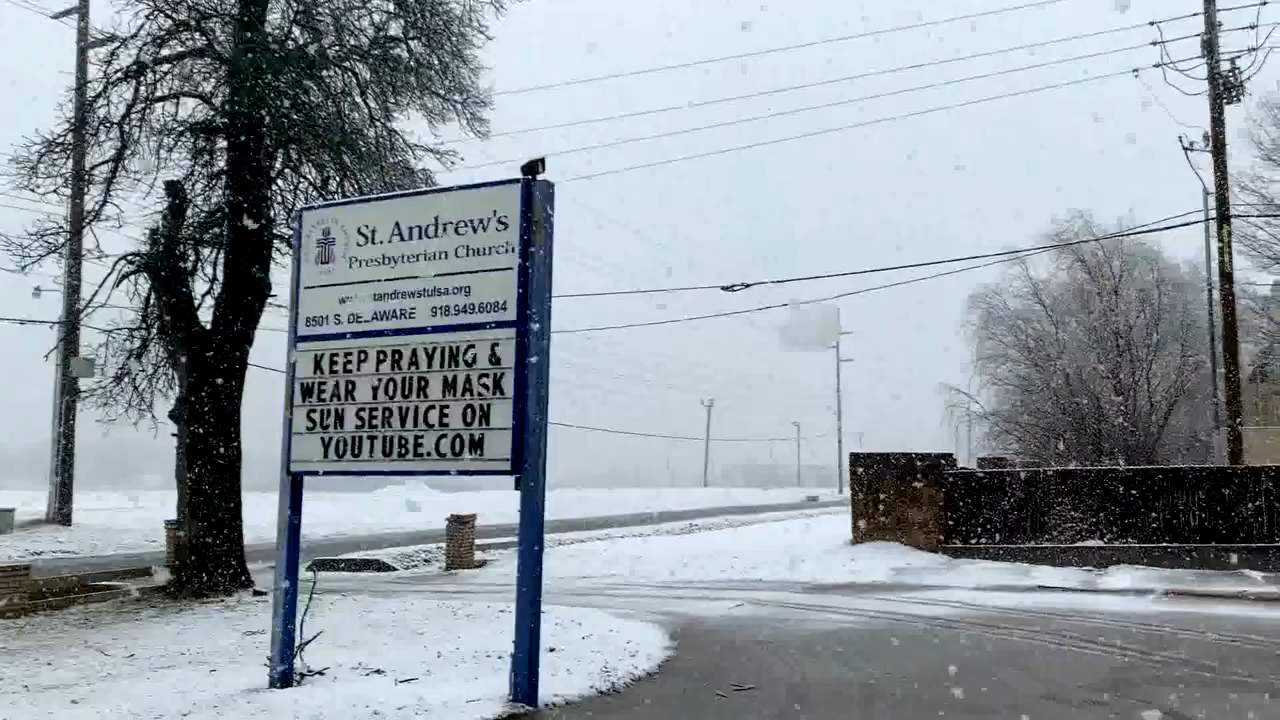 St. Andrew's
Presbyterian Church
8501 S. DELAWARE 918.949.6084
KEEP PRAYING &
WEAR YOUR MASK
SUN SERVICE ON
YOUTUBE.COM